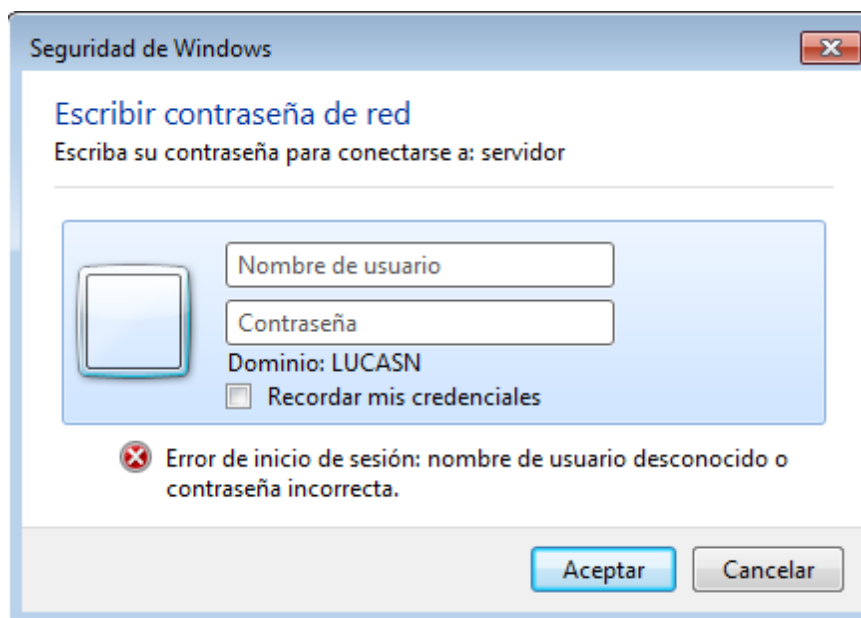 Seguridad de Windows
Escribir contraseña de red
Escriba su contraseña para conectarse a: servidor
Nombre de usuario
Contraseña
Dominio: LUCASN
Recordar mis credenciales
Error de inicio de sesión: nombre de usuario desconocido o
contraseña incorrecta.
Aceptar
Cancelar